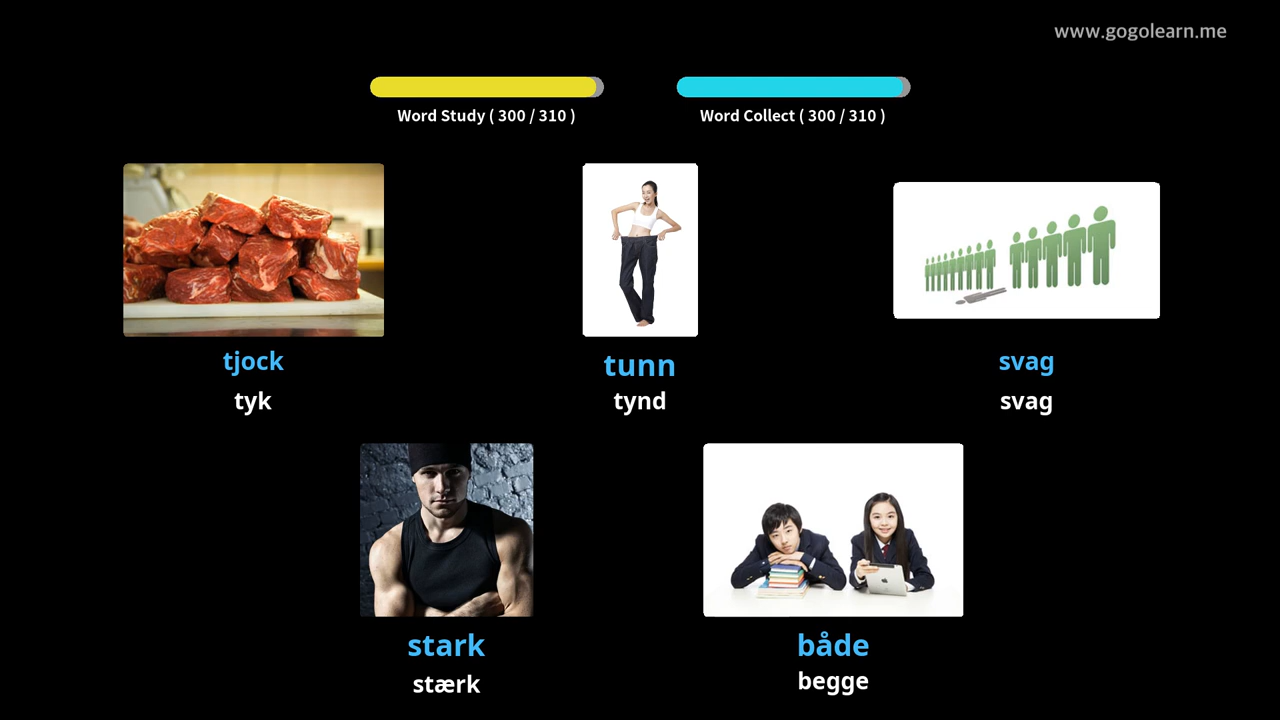 www.gogolearn.me
Word Study ( 300 / 310 )
Word Collect ( 300 / 310 )
tjock
tyk
tunn
tynd
svag
svag
stark
stærk
både
begge